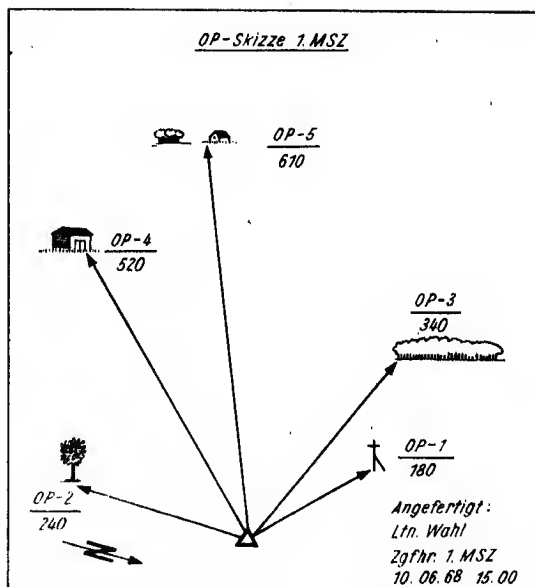 OP-Skizze 1. MSZ
OP-5
610
OP-4
520
OP-3
340
OP-1
180
OP-2
240
N
Angefertigt:
Ltn. Wahl
Zgfhr. 1. MSZ
10. 06. 68 15.00